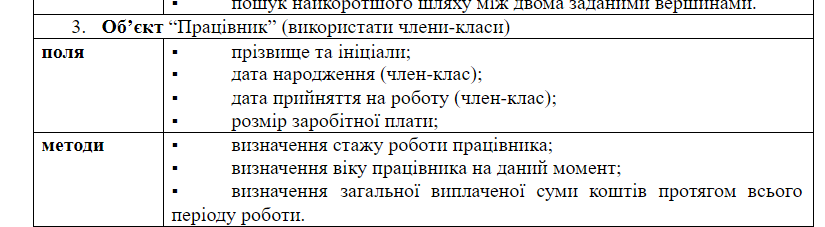 ▪ пошук найкоротшого шляху між двома заданими вершинами.
3. Об’єкт “Працівник” (використати члени-класи)
поля
▪ прізвище та ініціали;
▪ дата народження (член-клас);
▪ дата прийняття на роботу (член-клас);
▪ розмір заробітної плати;
методи
▪ визначення стажу роботи працівника;
▪ визначення віку працівника на даний момент;
▪ визначення загальної виплаченої суми коштів протягом всього
періоду роботи.